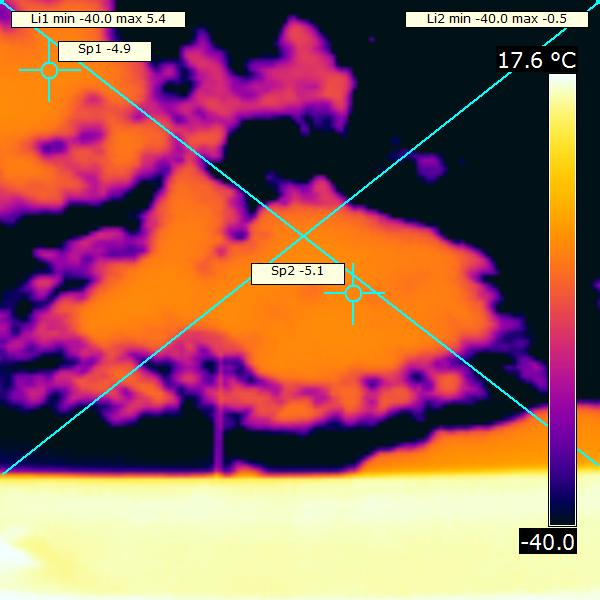 Li1 min -40.0 max 5.4
Li2 min -40.0 max -0.5
Sp1 -4.9
17.6 °C
Sp2 -5.1
-40.0